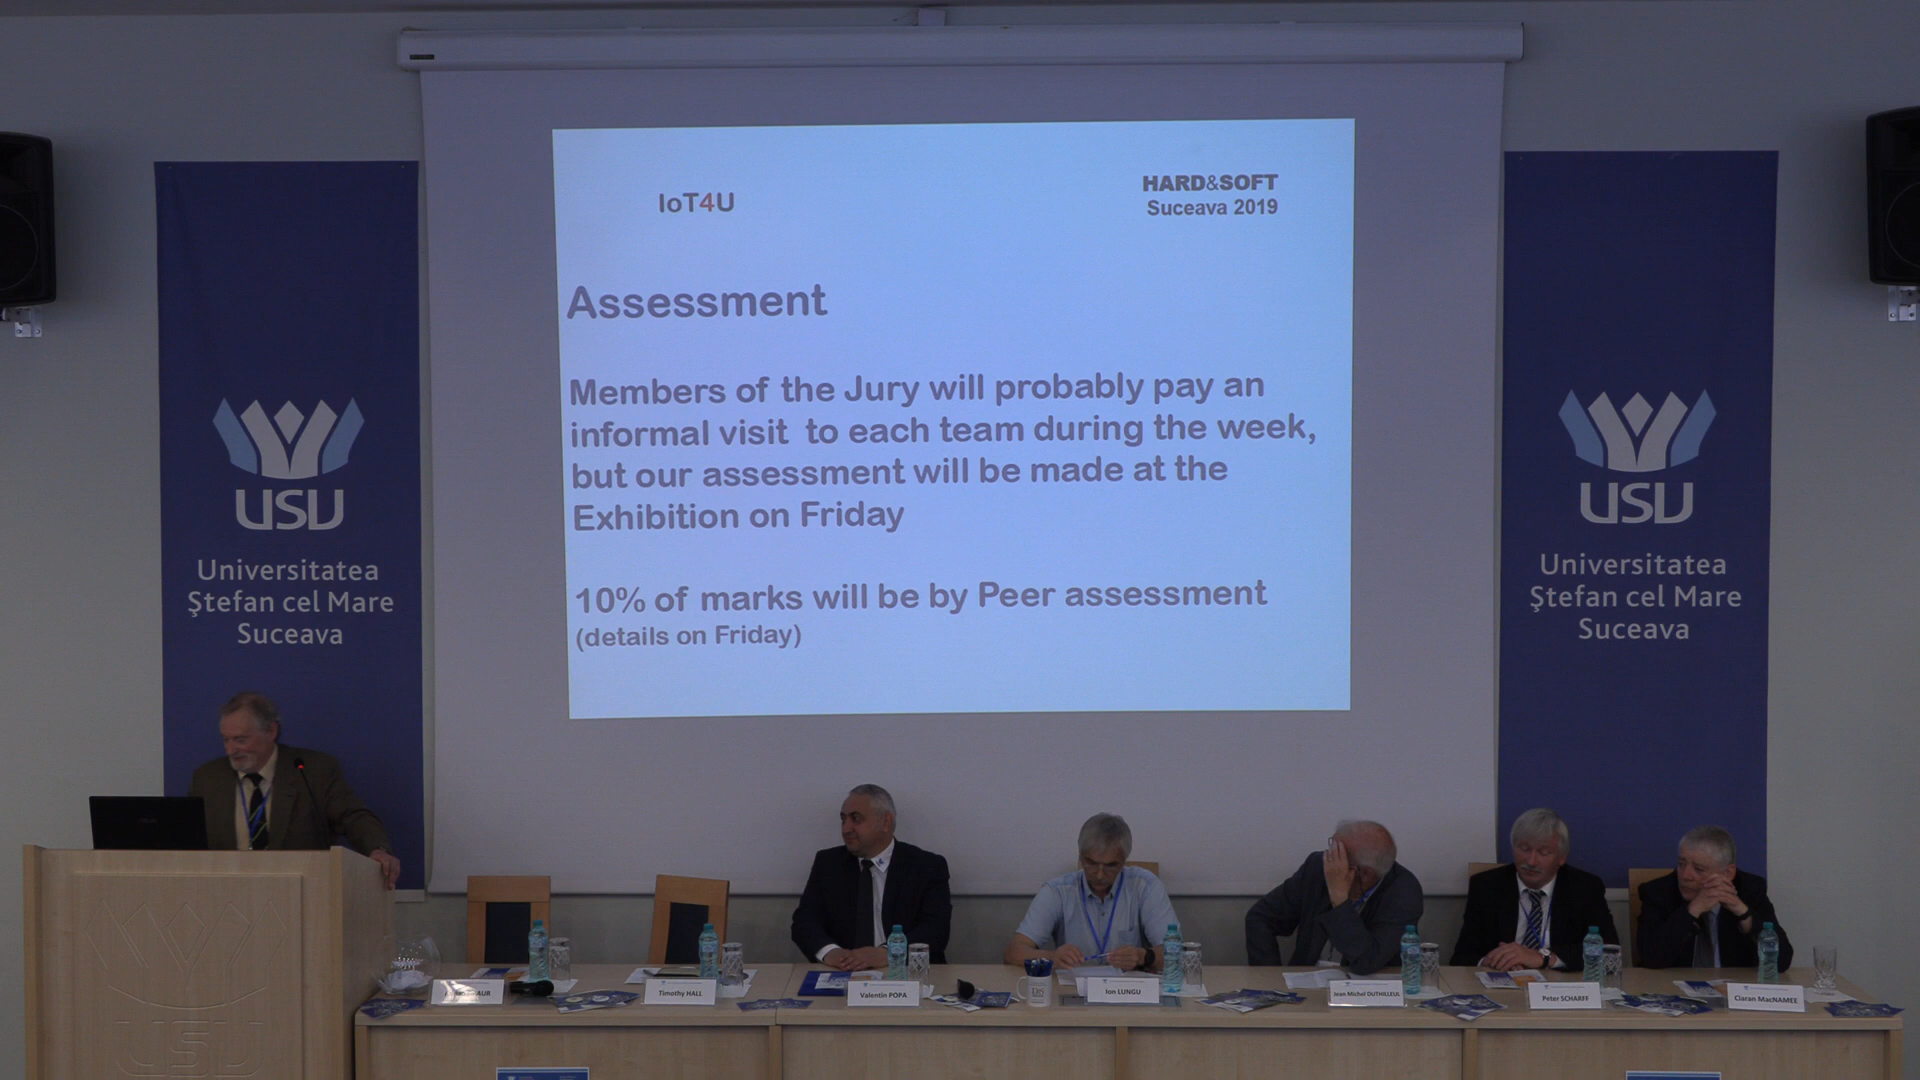 IoT4U
HARD&SOFT
Suceava 2019
Assessment
Members of the Jury will probably pay an
informal visit to each team during the week,
but our assessment will be made at the
Exhibition on Friday
10% of marks will be by Peer assessment
(details on Friday)
USV
Universitatea
Ştefan cel Mare
Suceava
USV
Universitatea
Ştefan cel Mare
Suceava
USV
Timothy HALL
Valentin POPA
Ion LUNGU
Jean Michel DUTHILLEUL
Peter SCHARFF
Ciaran MacNAMEE